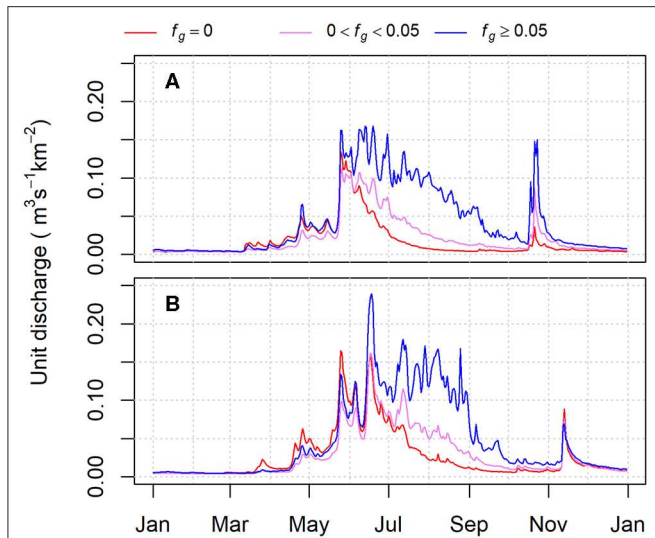 f_g = 0 0 < f_g < 0.05 f_g ≥ 0.05
A
0.20
0.10
0.00
Unit discharge ( m³s⁻¹km⁻²)
B
0.20
0.10
0.00
Jan Mar May Jul Sep Nov Jan